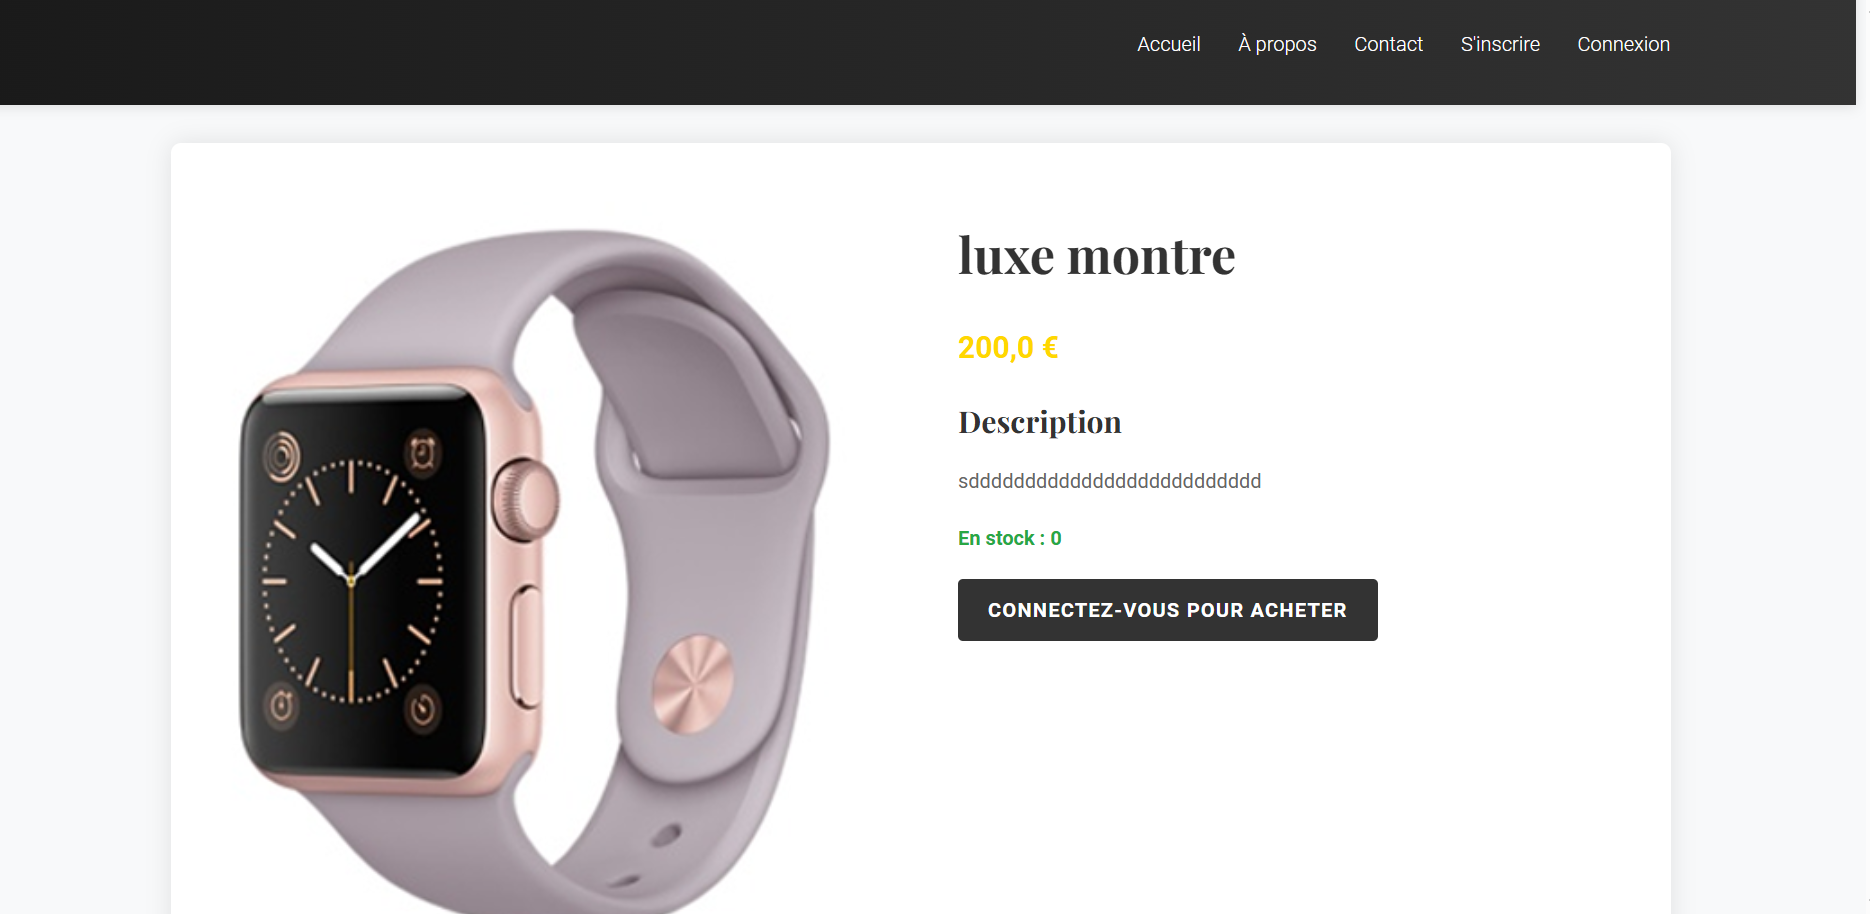 Accueil À propos Contact S'inscrire Connexion
luxe montre
200,0 €
Description
sdddddddddddddddddddddddddd
En stock : 0
CONNECTEZ-VOUS POUR ACHETER